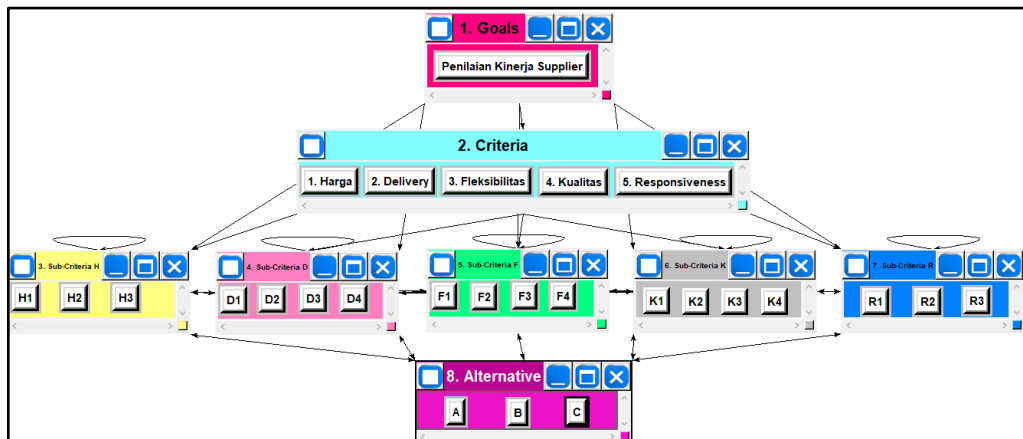 1. Goals
Penilaian Kinerja Supplier
2. Criteria
1. Harga 2. Delivery 3. Fleksibilitas 4. Kualitas 5. Responsiveness
3. Sub-Criteria H 4. Sub-Criteria D 5. Sub-Criteria F 6. Sub-Criteria K 7. Sub-Criteria R
H1 H2 H3 D1 D2 D3 D4 F1 F2 F3 F4 K1 K2 K3 K4 R1 R2 R3
8. Alternative
A B C